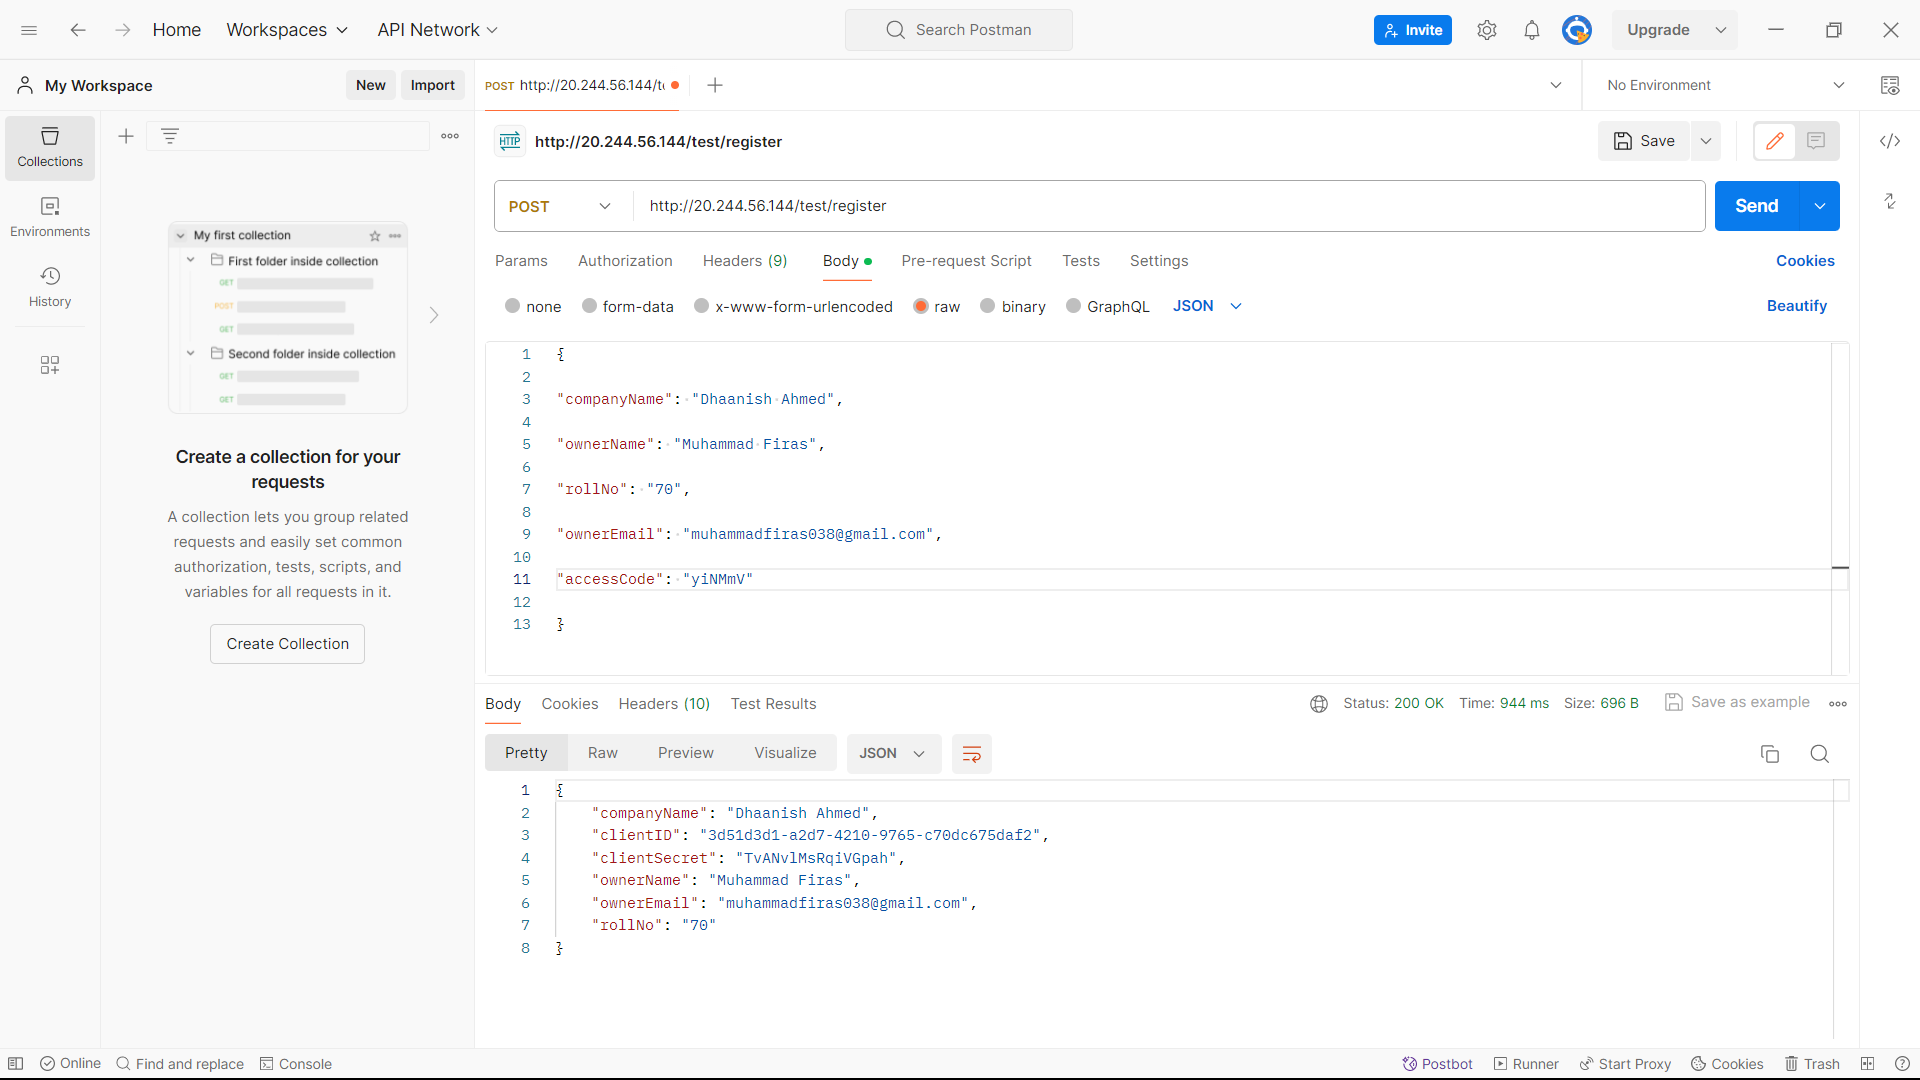 Home Workspaces API Network Search Postman Invite Upgrade
My Workspace New Import POST http://20.244.56.144/t No Environment
HTTP http://20.244.56.144/test/register Save
Collections
Environments
History
My first collection
First folder inside collection
GET
POST
GET
Second folder inside collection
GET
GET
Create a collection for your
requests
A collection lets you group related
requests and easily set common
authorization, tests, scripts, and
variables for all requests in it.
Create Collection
POST http://20.244.56.144/test/register Send
Params Authorization Headers (9) Body Pre-request Script Tests Settings Cookies
none form-data x-www-form-urlencoded raw binary GraphQL JSON Beautify
1 {
2
3 "companyName": "Dhaanish Ahmed",
4
5 "ownerName": "Muhammad Firas",
6
7 "rollNo": "70",
8
9 "ownerEmail": "muhammadfiras038@gmail.com",
10
11 "accessCode": "yiNMmV"
12
13 }
Body Cookies Headers (10) Test Results Status: 200 OK Time: 944 ms Size: 696 B Save as example
Pretty Raw Preview Visualize JSON
1 {
2 "companyName": "Dhaanish Ahmed",
3 "clientID": "3d51d3d1-a2d7-4210-9765-c70dc675daf2",
4 "clientSecret": "TvANvlMsRqiVGpah",
5 "ownerName": "Muhammad Firas",
6 "ownerEmail": "muhammadfiras038@gmail.com",
7 "rollNo": "70"
8 }
Online Find and replace Console Postbot Runner Start Proxy Cookies Trash